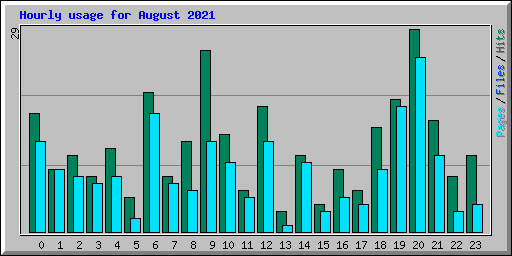 Hourly usage for August 2021
29
Pages/Files/Hits
0 1 2 3 4 5 6 7 8 9 10 11 12 13 14 15 16 17 18 19 20 21 22 23